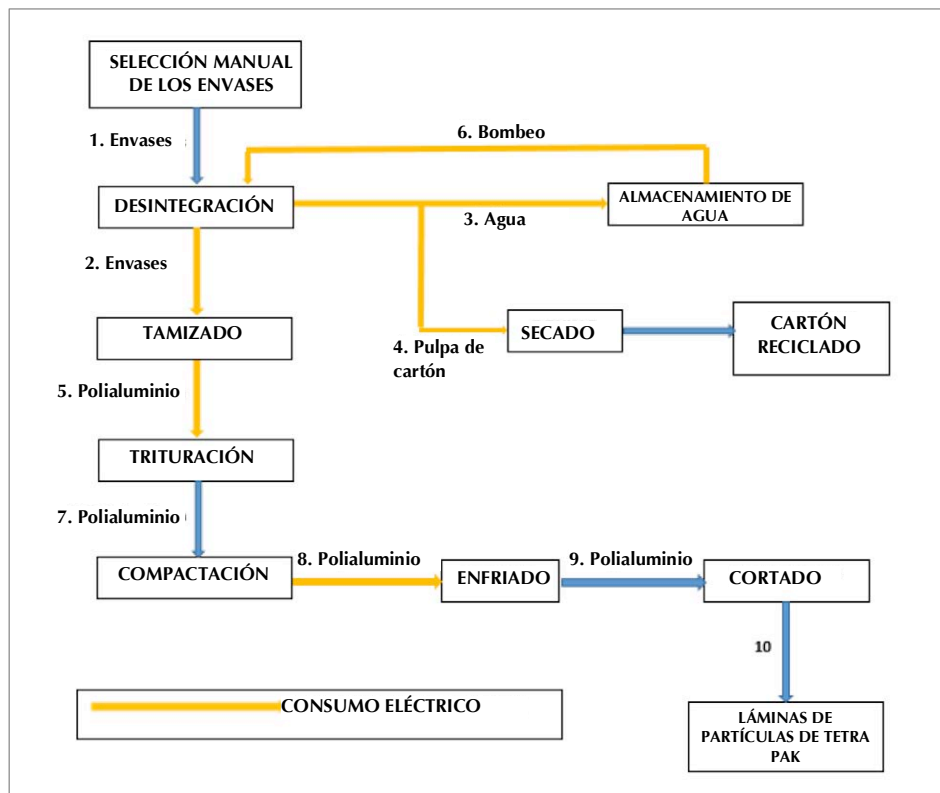 SELECCIÓN MANUAL
DE LOS ENVASES
1. Envases
6. Bombeo
DESINTEGRACIÓN
ALMACENAMIENTO DE
AGUA
3. Agua
2. Envases
TAMIZADO
SECADO
CARTÓN
RECICLADO
4. Pulpa de
cartón
5. Polialuminio
TRITURACIÓN
7. Polialuminio
COMPACTACIÓN
8. Polialuminio
ENFRIADO
9. Polialuminio
CORTADO
10
CONSUMO ELÉCTRICO
LÁMINAS DE
PARTÍCULAS DE TETRA
PAK